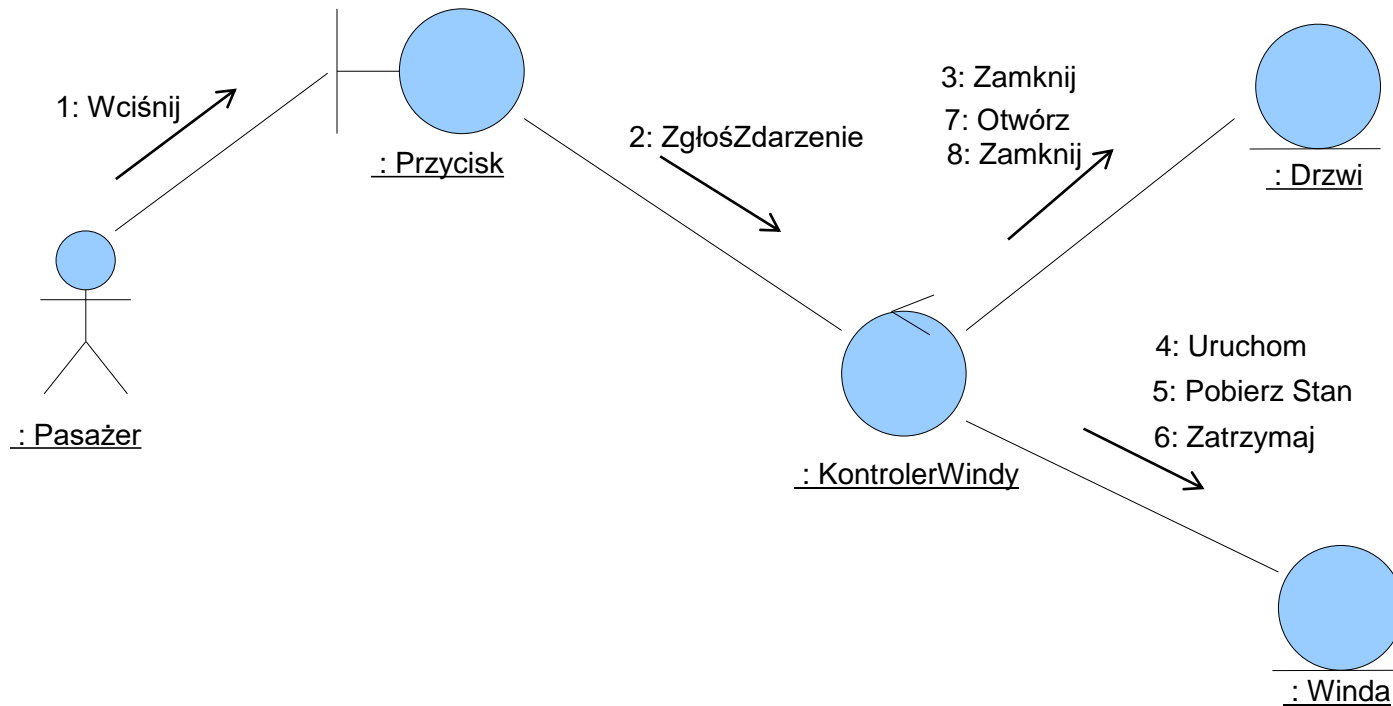 1: Wciśnij
: Przycisk
2: ZgłośZdarzenie
3: Zamknij
7: Otwórz
8: Zamknij
: Drzwi
: Pasażer
: KontrolerWindy
4: Uruchom
5: Pobierz Stan
6: Zatrzymaj
: Winda